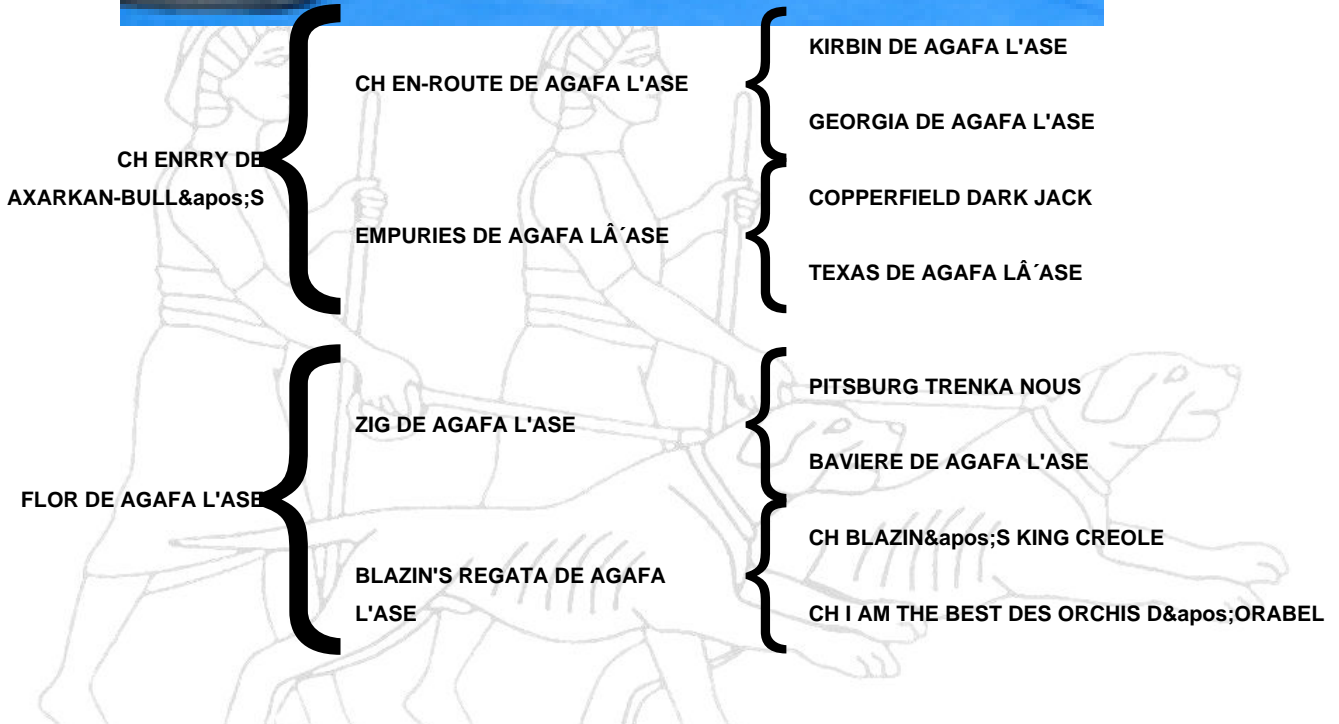 KIRBIN DE AGAFA L'ASE
CH EN-ROUTE DE AGAFA L'ASE
GEORGIA DE AGAFA L'ASE
CH ENRRY DE
AXARKAN-BULL&apos;S
COPPERFIELD DARK JACK
EMPURIES DE AGAFA LÂ´ASE
TEXAS DE AGAFA LÂ´ASE
PITSBURG TRENKA NOUS
ZIG DE AGAFA L'ASE
BAVIERE DE AGAFA L'ASE
FLOR DE AGAFA L'ASE
CH BLAZIN&apos;S KING CREOLE
BLAZIN'S REGATA DE AGAFA
L'ASE
CH I AM THE BEST DES ORCHIS D&apos;ORABEL